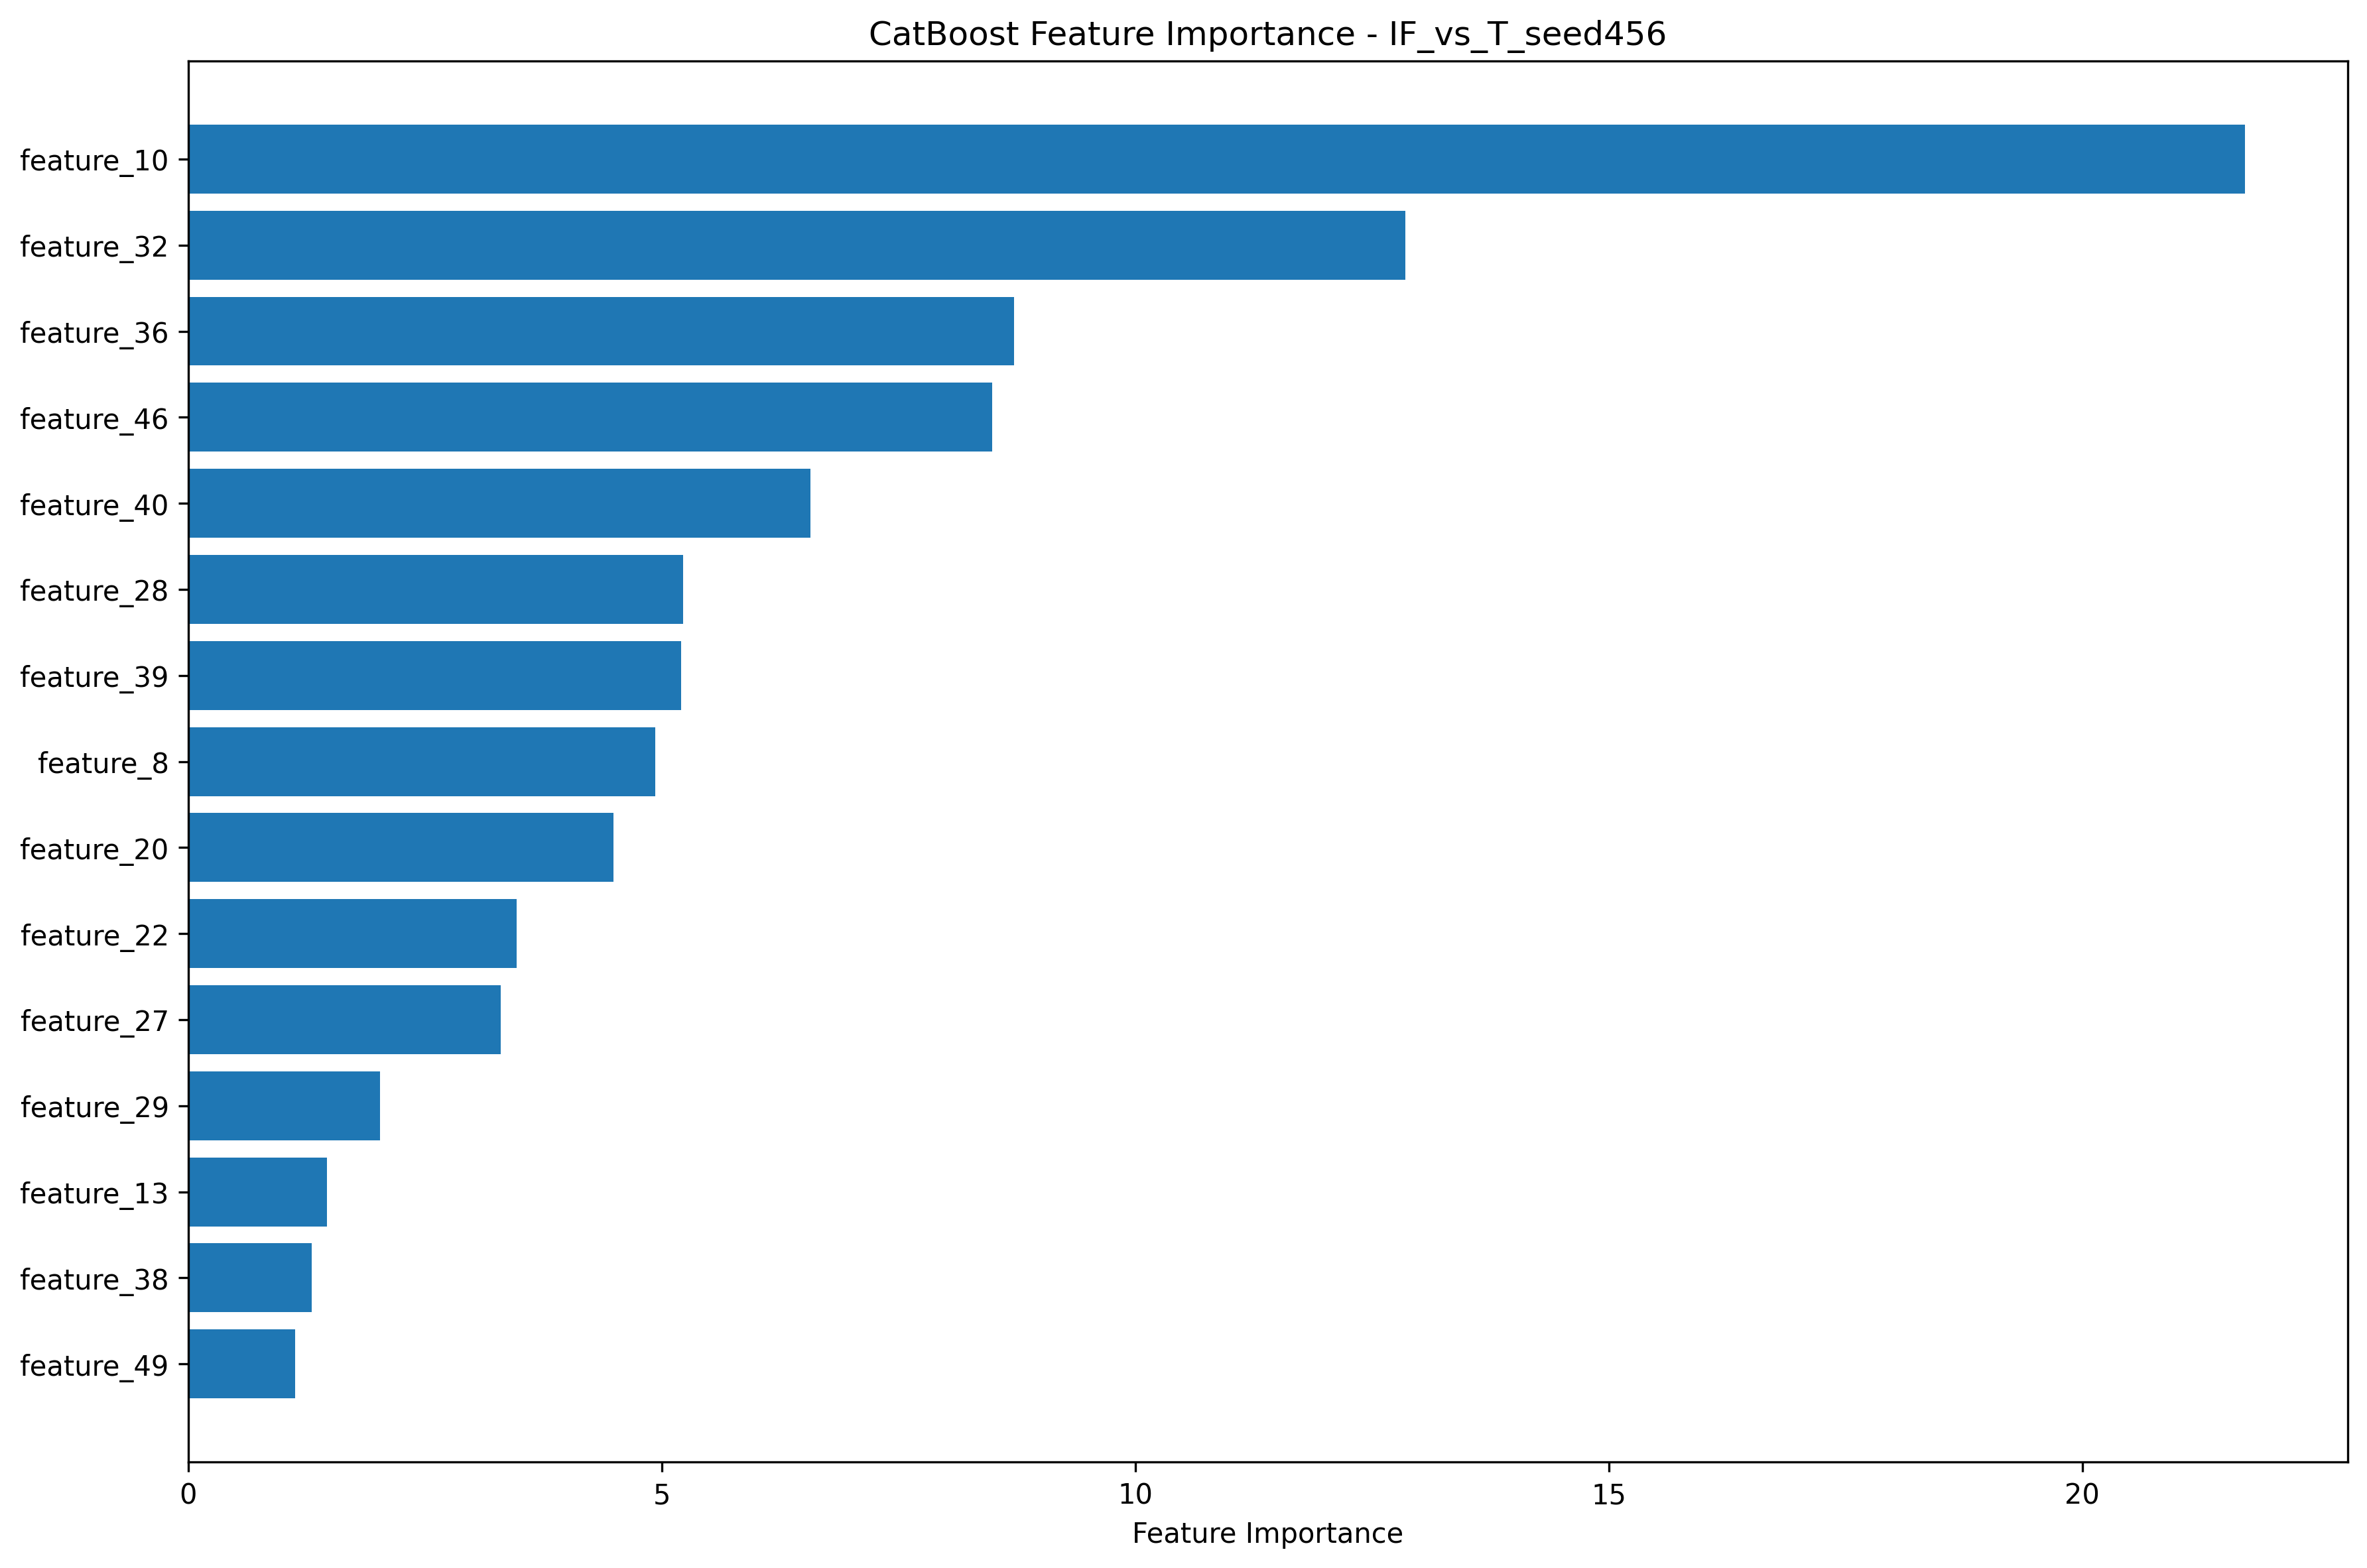 CatBoost Feature Importance - IF_vs_T_seed456
feature_10
feature_32
feature_36
feature_46
feature_40
feature_28
feature_39
feature_8
feature_20
feature_22
feature_27
feature_29
feature_13
feature_38
feature_49
0 5 10 15 20
Feature Importance